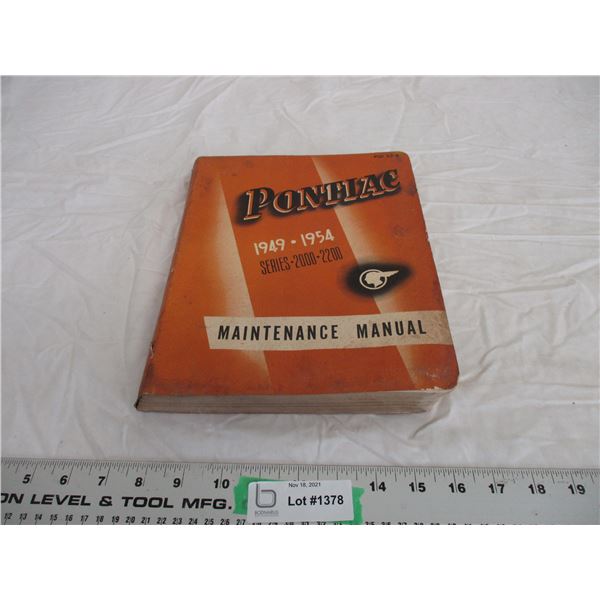 PONTIAC
1949 • 1954
SERIES • 2000 • 2200
MAINTENANCE MANUAL
5 6 7 8 9 10 14 15 16 17 18 19
ON LEVEL & TOOL MFG.
Nov 18, 2021
Lot #1378
b
BODNARUS